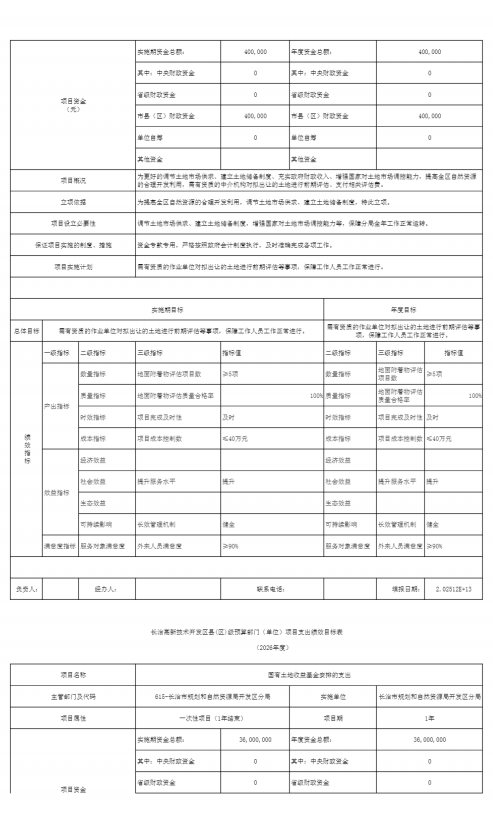 项目资金
（元）
实施期资金总额： 400,000 年度资金总额： 400,000
其中：中央财政资金 0 其中：中央财政资金 0
省级财政资金 0 省级财政资金 0
市县（区）财政资金 400,000 市县（区）财政资金 400,000
单位自筹 0 单位自筹 0
其他资金 其他资金
项目概况 为更好的调节土地市场供求、建立土地储备制度、充实政府财政收入、增强国家对土地市场调控能力，提高全区自然资源
的合理开发利用，需有资质的中介机构对拟出让的土地进行前期评估、支付相关评估费。
立项依据 为提高全区自然资源的合理开发利用，调节土地市场供求、建立土地储备制度，特此立项。
项目设立必要性 调节土地市场供求、建立土地储备制度，增强国家对土地市场调控能力等，保障分局全年工作正常运转。
保证项目实施的制度、措施 资金专款专用，严格按照政府会计制度执行，及时准确完成各项工作。
项目实施计划 需有资质的作业单位对拟出让的土地进行前期评估等事项，保障工作人员工作正常进行。
实施期目标 年度目标
总体目标 需有资质的作业单位对拟出让的土地进行前期评估等事项，保障工作人员工作正常进行。 需有资质的作业单位对拟出让的土地进行前期评估等事
项，保障工作人员工作正常进行。
绩
效
指
标
一级指标 二级指标 三级指标 指标值 二级指标 三级指标 指标值
产出指标 数量指标 地面附着物评估项目数 ≥5项 数量指标 地面附着物评估
项目数 ≥5项
质量指标 地面附着物评估质量合格率 100% 质量指标 地面附着物评估
质量合格率 100%
时效指标 项目完成及时性 及时 时效指标 项目完成及时性 及时
成本指标 项目成本控制数 ≤40万元 成本指标 项目成本控制数 ≤40万元
效益指标 经济效益 经济效益
社会效益 提升服务水平 提升 社会效益 提升服务水平 提升
生态效益 生态效益
可持续影响 长效管理机制 健全 可持续影响 长效管理机制 健全
满意度指标 服务对象满意度 外来人员满意度 ≥90% 服务对象满意度 外来人员满意度 ≥90%
负责人： 经办人： 联系电话： 填报日期： 2.02512E+13
长治高新技术开发区县(区)级预算部门（单位）项目支出绩效目标表
（2026年度）
项目名称 国有土地收益基金安排的支出
主管部门及代码 615-长治市规划和自然资源局开发区分局 实施单位 长治市规划和自然资源局开发区分局
项目属性 一次性项目（1年结束） 项目期 1年
项目资金
实施期资金总额： 36,000,000 年度资金总额： 36,000,000
其中：中央财政资金 0 其中：中央财政资金 0
省级财政资金 0 省级财政资金 0